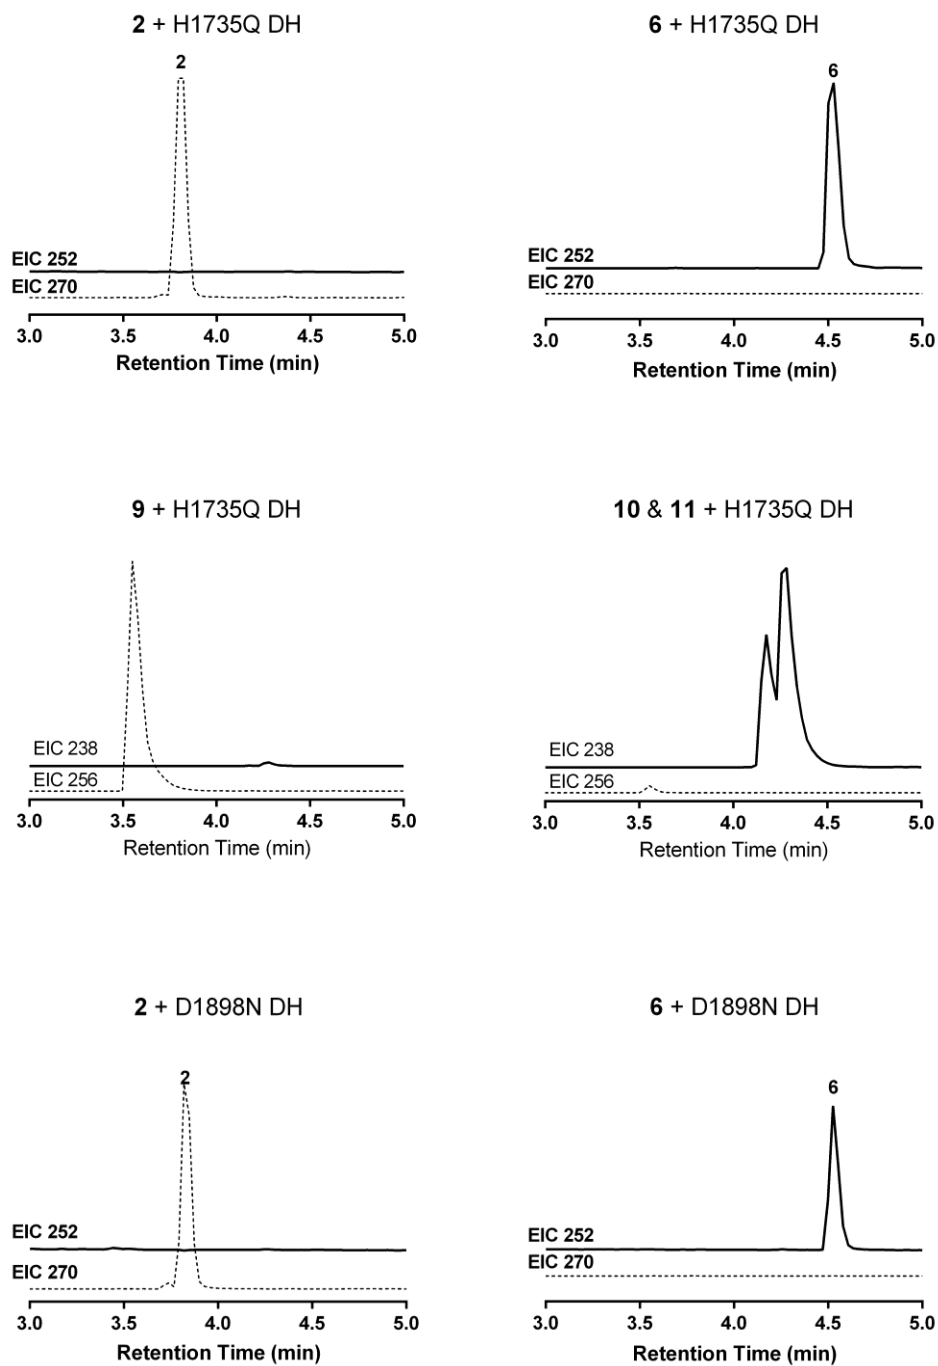 2 + H1735Q DH
2
EIC 252
EIC 270
3.0 3.5 4.0 4.5 5.0
Retention Time (min)
6 + H1735Q DH
6
EIC 252
EIC 270
3.0 3.5 4.0 4.5 5.0
Retention Time (min)
9 + H1735Q DH
EIC 238
EIC 256
3.0 3.5 4.0 4.5 5.0
Retention Time (min)
10 & 11 + H1735Q DH
EIC 238
EIC 256
3.0 3.5 4.0 4.5 5.0
Retention Time (min)
2 + D1898N DH
2
EIC 252
EIC 270
3.0 3.5 4.0 4.5 5.0
Retention Time (min)
6 + D1898N DH
6
EIC 252
EIC 270
3.0 3.5 4.0 4.5 5.0
Retention Time (min)